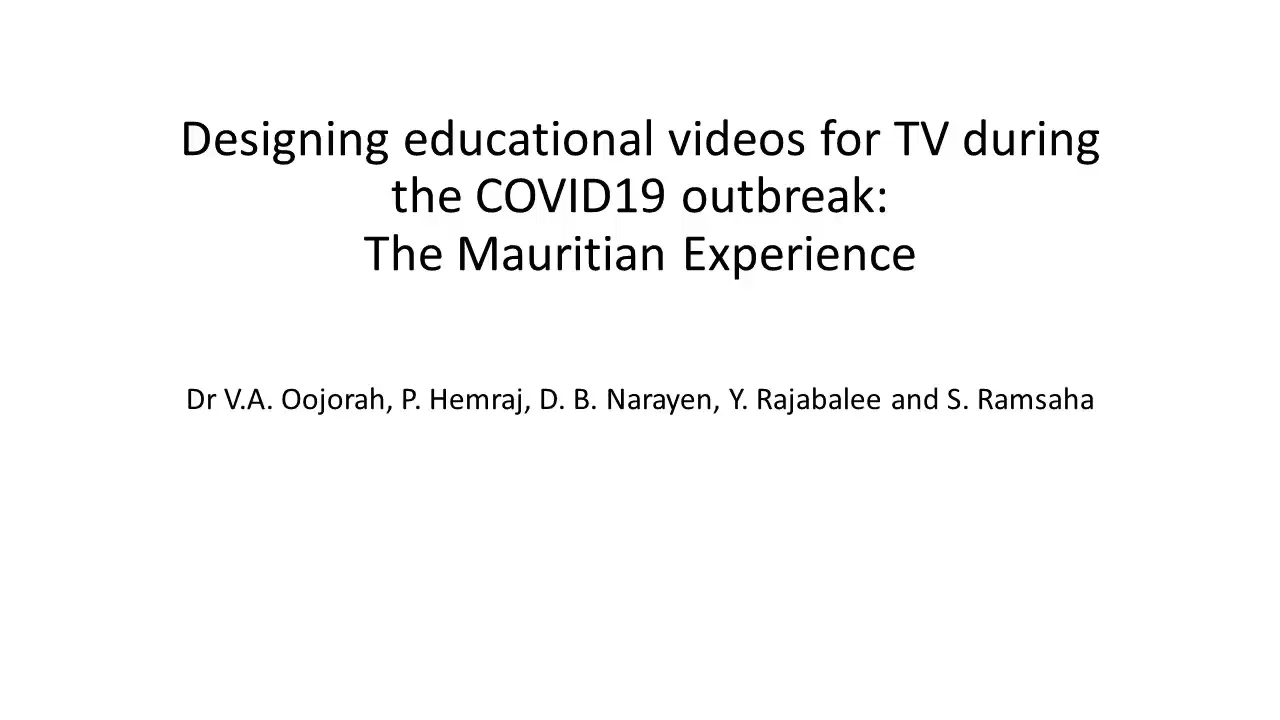 Designing educational videos for TV during
the COVID19 outbreak:
The Mauritian Experience
Dr V.A. Oojorah, P. Hemraj, D. B. Narayen, Y. Rajabalee and S. Ramsaha